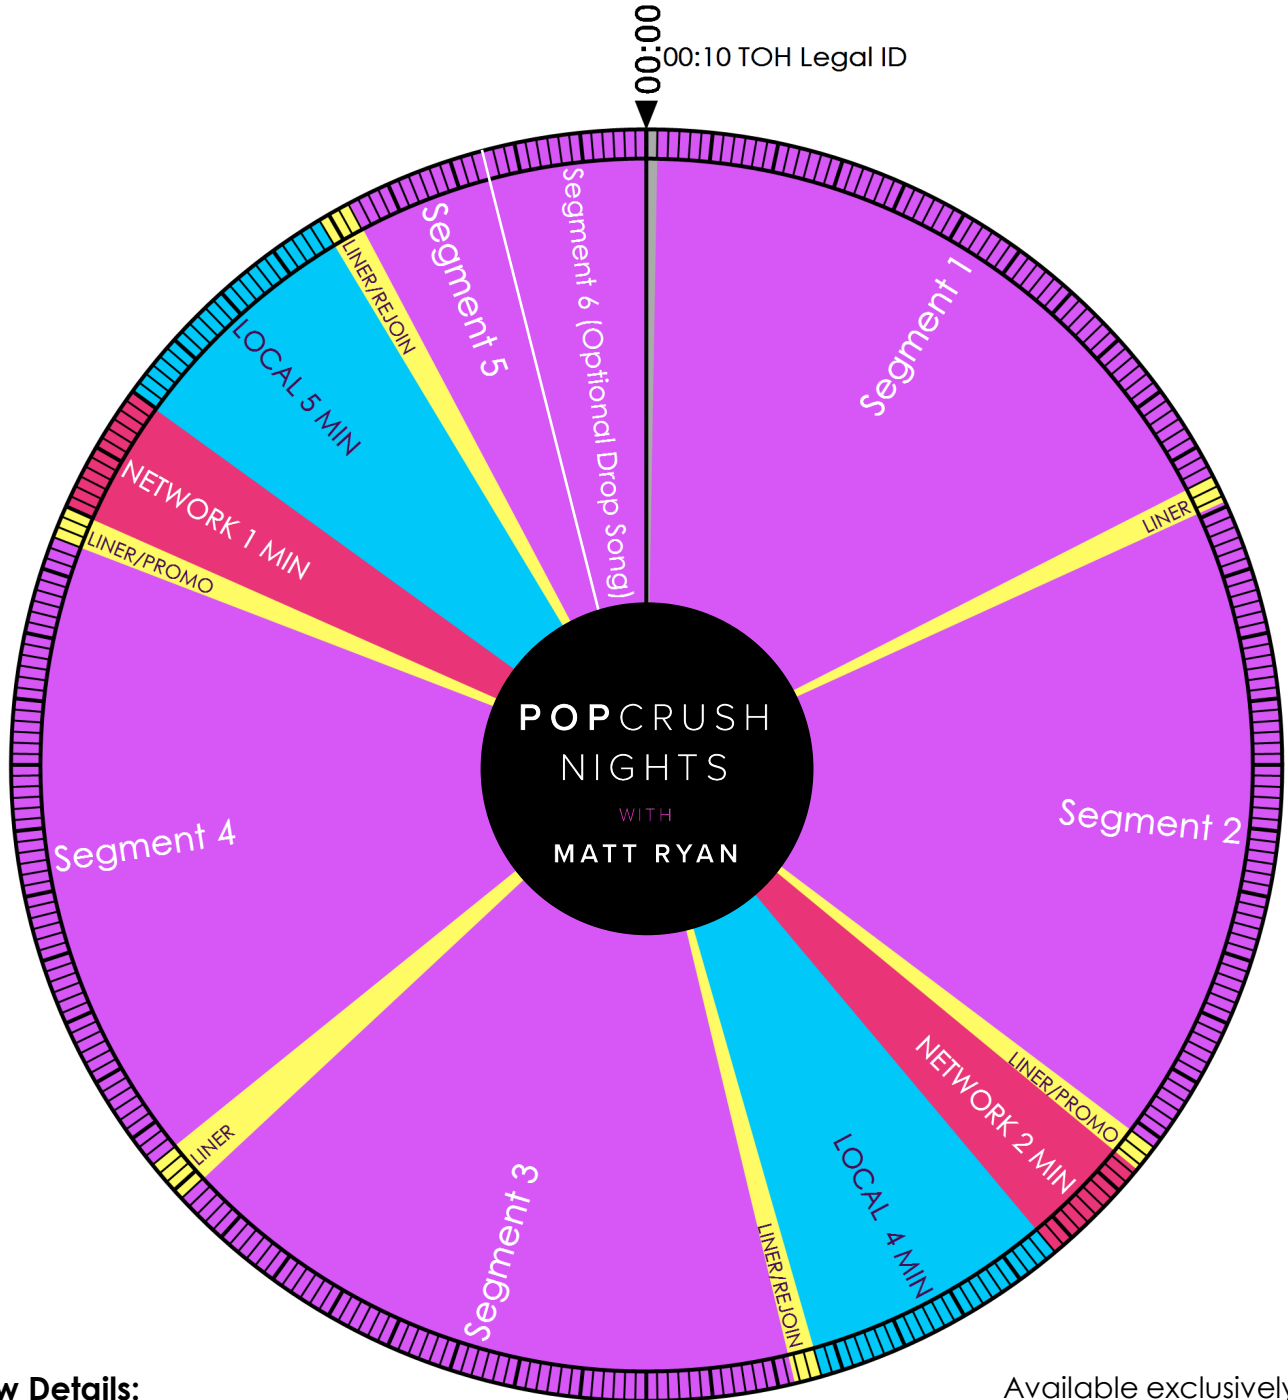 00:00
00:10 TOH Legal ID
Segment 1
LINER
Segment 2
LINER/PROMO
NETWORK 2 MIN
LOCAL 4 MIN
LINER/REJOIN
Segment 3
LINER
Segment 4
LINER/PROMO
NETWORK 1 MIN
LOCAL 5 MIN
LINER/REJOIN
Segment 5
Segment 6 (Optional Drop Song)
POPCRUSH
NIGHTS
WITH
MATT RYAN
w Details:
Available exclusively